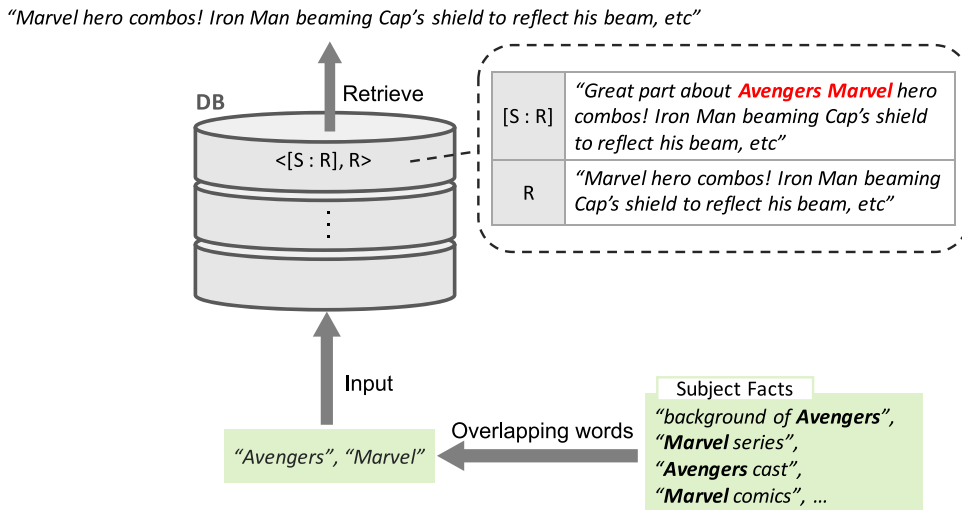 “Marvel hero combos! Iron Man beaming Cap’s shield to reflect his beam, etc”
Retrieve
DB
<[S : R], R>
⋮
[S : R]
“Great part about Avengers Marvel hero
combos! Iron Man beaming Cap’s shield
to reflect his beam, etc”
R
“Marvel hero combos! Iron Man beaming
Cap’s shield to reflect his beam, etc”
Input
“Avengers”, “Marvel”
Overlapping words
Subject Facts
“background of Avengers”,
“Marvel series”,
“Avengers cast”,
“Marvel comics”, ...